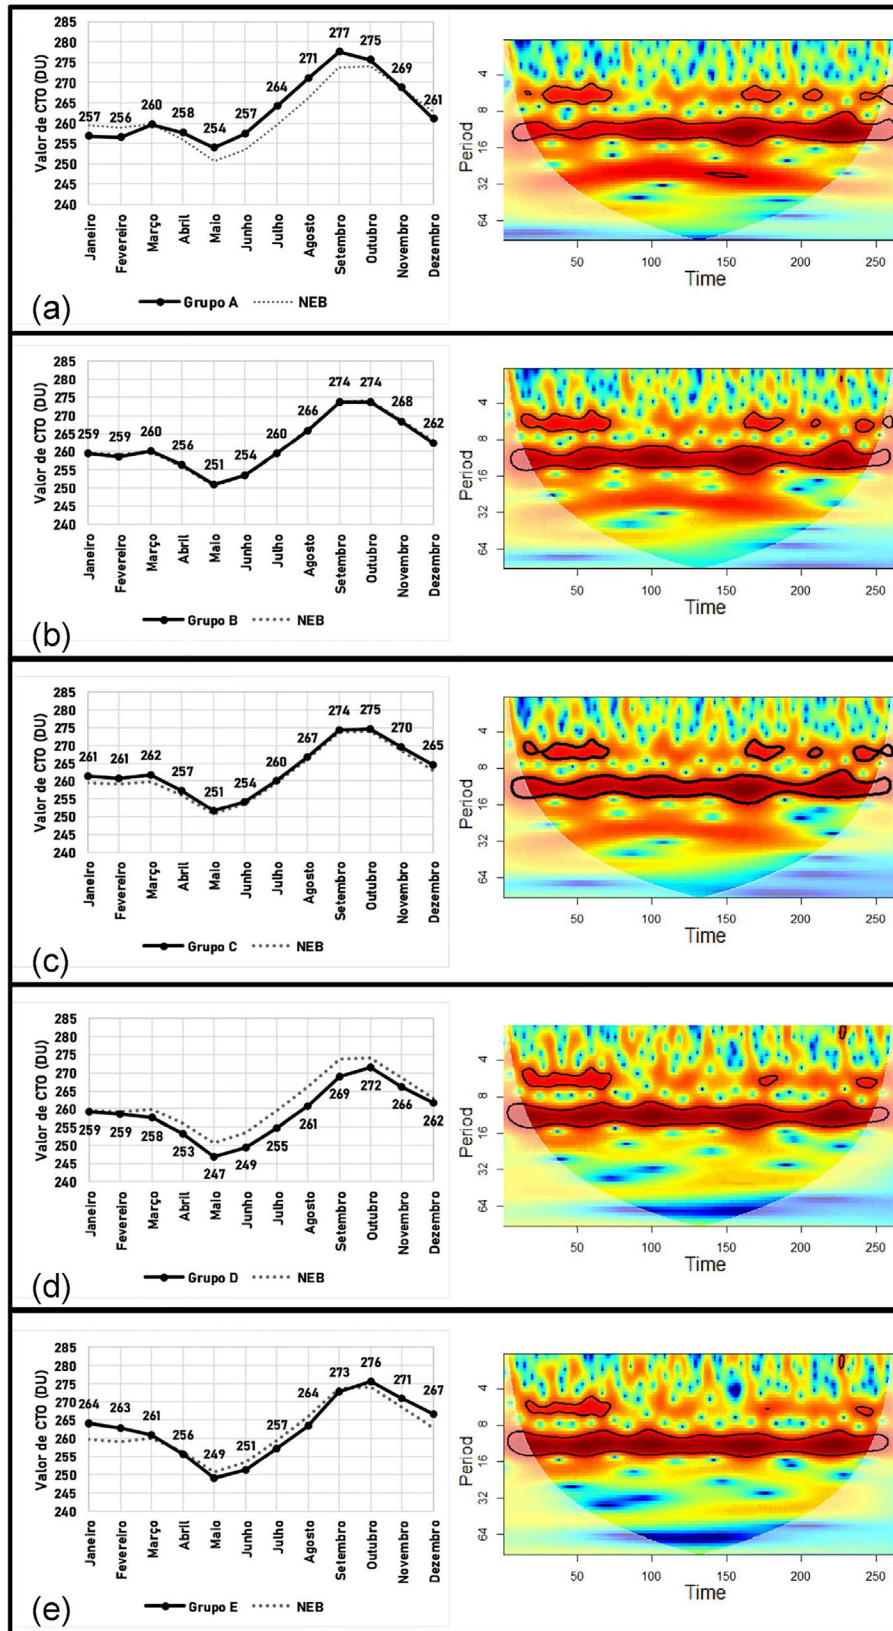 Valor de CTO (DU)
285
280
275
270
265
260
255
250
245
240
257
256
260
258
254
257
264
271
277
275
269
261
Janeiro
Fevereiro
Março
Abril
Maio
Junho
Julho
Agosto
Setembro
Outubro
Novembro
Dezembro
Grupo A NEB
(a)
Period
4
8
16
32
64
50 100 150 200 250
Time
Valor de CTO (DU)
285
280
275
270
265
260
255
250
245
240
259
259
260
256
251
254
260
266
274
274
268
262
Janeiro
Fevereiro
Março
Abril
Maio
Junho
Julho
Agosto
Setembro
Outubro
Novembro
Dezembro
Grupo B NEB
(b)
Period
4
8
16
32
64
50 100 150 200 250
Time
Valor de CTO (DU)
285
280
275
270
265
260
255
250
245
240
261
261
262
257
251
254
260
267
274
275
270
265
Janeiro
Fevereiro
Março
Abril
Maio
Junho
Julho
Agosto
Setembro
Outubro
Novembro
Dezembro
Grupo C NEB
(c)
Period
4
8
16
32
64
50 100 150 200 250
Time
Valor de CTO (DU)
285
280
275
270
265
260
255
250
245
240
259
259
258
253
247
249
255
261
269
272
266
262
Janeiro
Fevereiro
Março
Abril
Maio
Junho
Julho
Agosto
Setembro
Outubro
Novembro
Dezembro
Grupo D NEB
(d)
Period
4
8
16
32
64
50 100 150 200 250
Time
Valor de CTO (DU)
285
280
275
270
265
260
255
250
245
240
264
263
261
256
249
251
257
264
273
276
271
267
Janeiro
Fevereiro
Março
Abril
Maio
Junho
Julho
Agosto
Setembro
Outubro
Novembro
Dezembro
Grupo E NEB
(e)
Period
4
8
16
32
64
50 100 150 200 250
Time